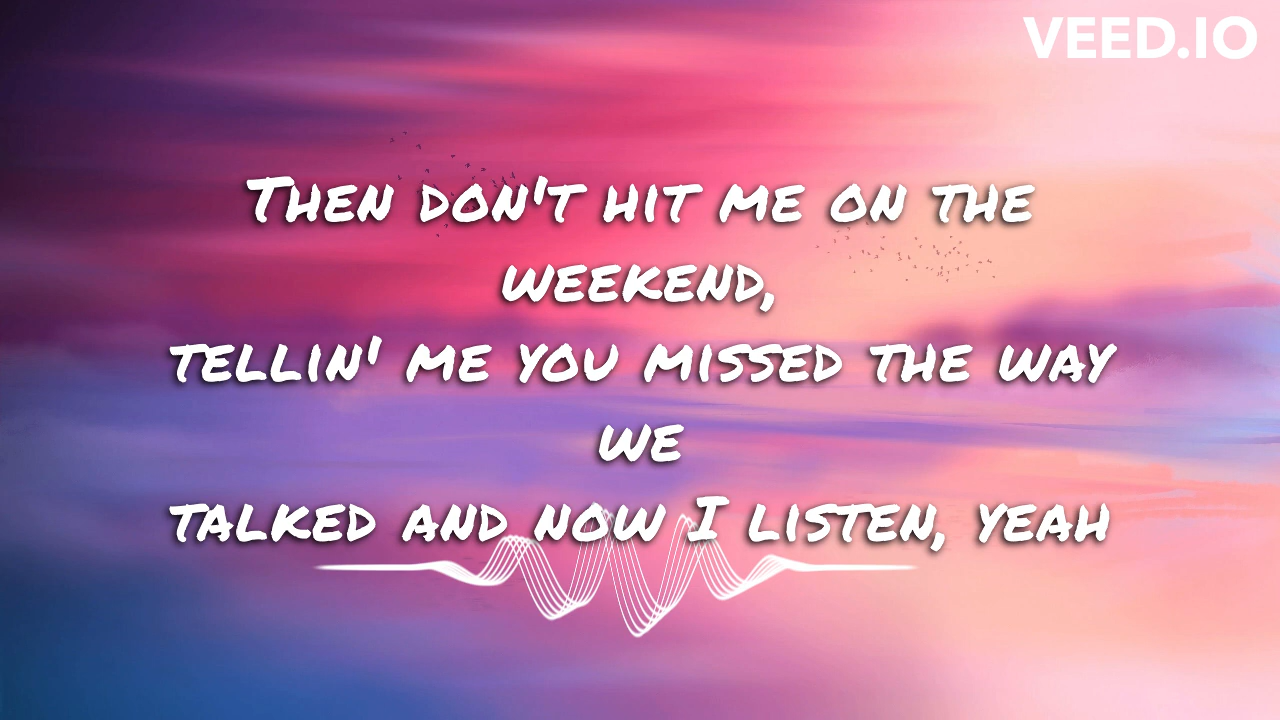 VEED.IO
THEN DON'T HIT ME ON THE
WEEKEND,
TELLIN' ME YOU MISSED THE WAY
WE
TALKED AND NOW I LISTEN, YEAH